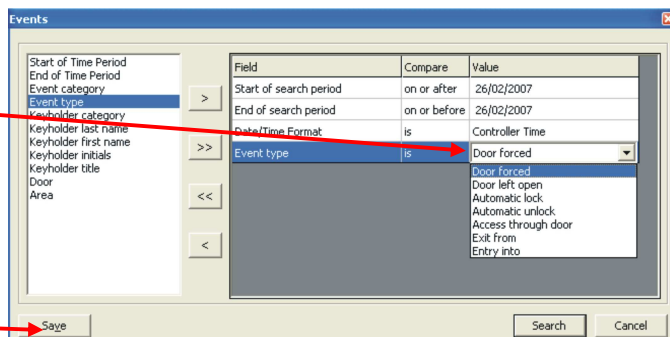 Events
Start of Time Period
End of Time Period
Event category
Event type
Keyholder category
Keyholder last name
Keyholder first name
Keyholder initials
Keyholder title
Door
Area
>
>>
<<
<
Field Compare Value
Start of search period on or after 26/02/2007
End of search period on or before 26/02/2007
Date/Time Format is Controller Time
Event type is Door forced
Door forced
Door left open
Automatic lock
Automatic unlock
Access through door
Exit from
Entry into
Save Search Cancel